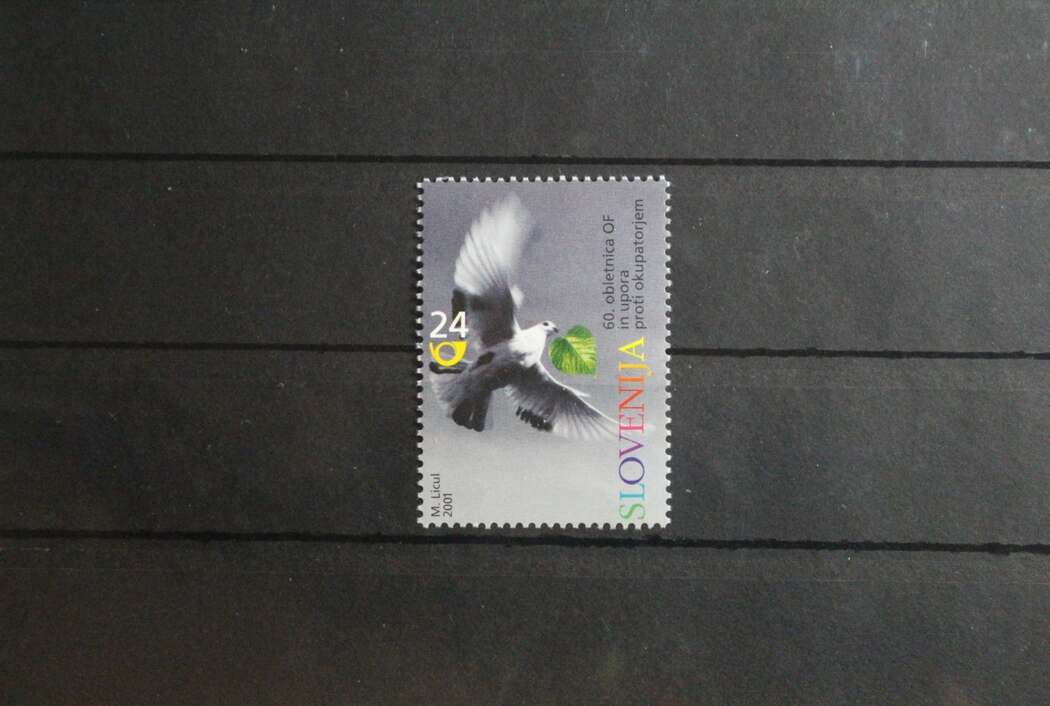 24
60. obletnica OF
in upora
proti okupatorjem
SLOVENIJA
M. Licul
2001